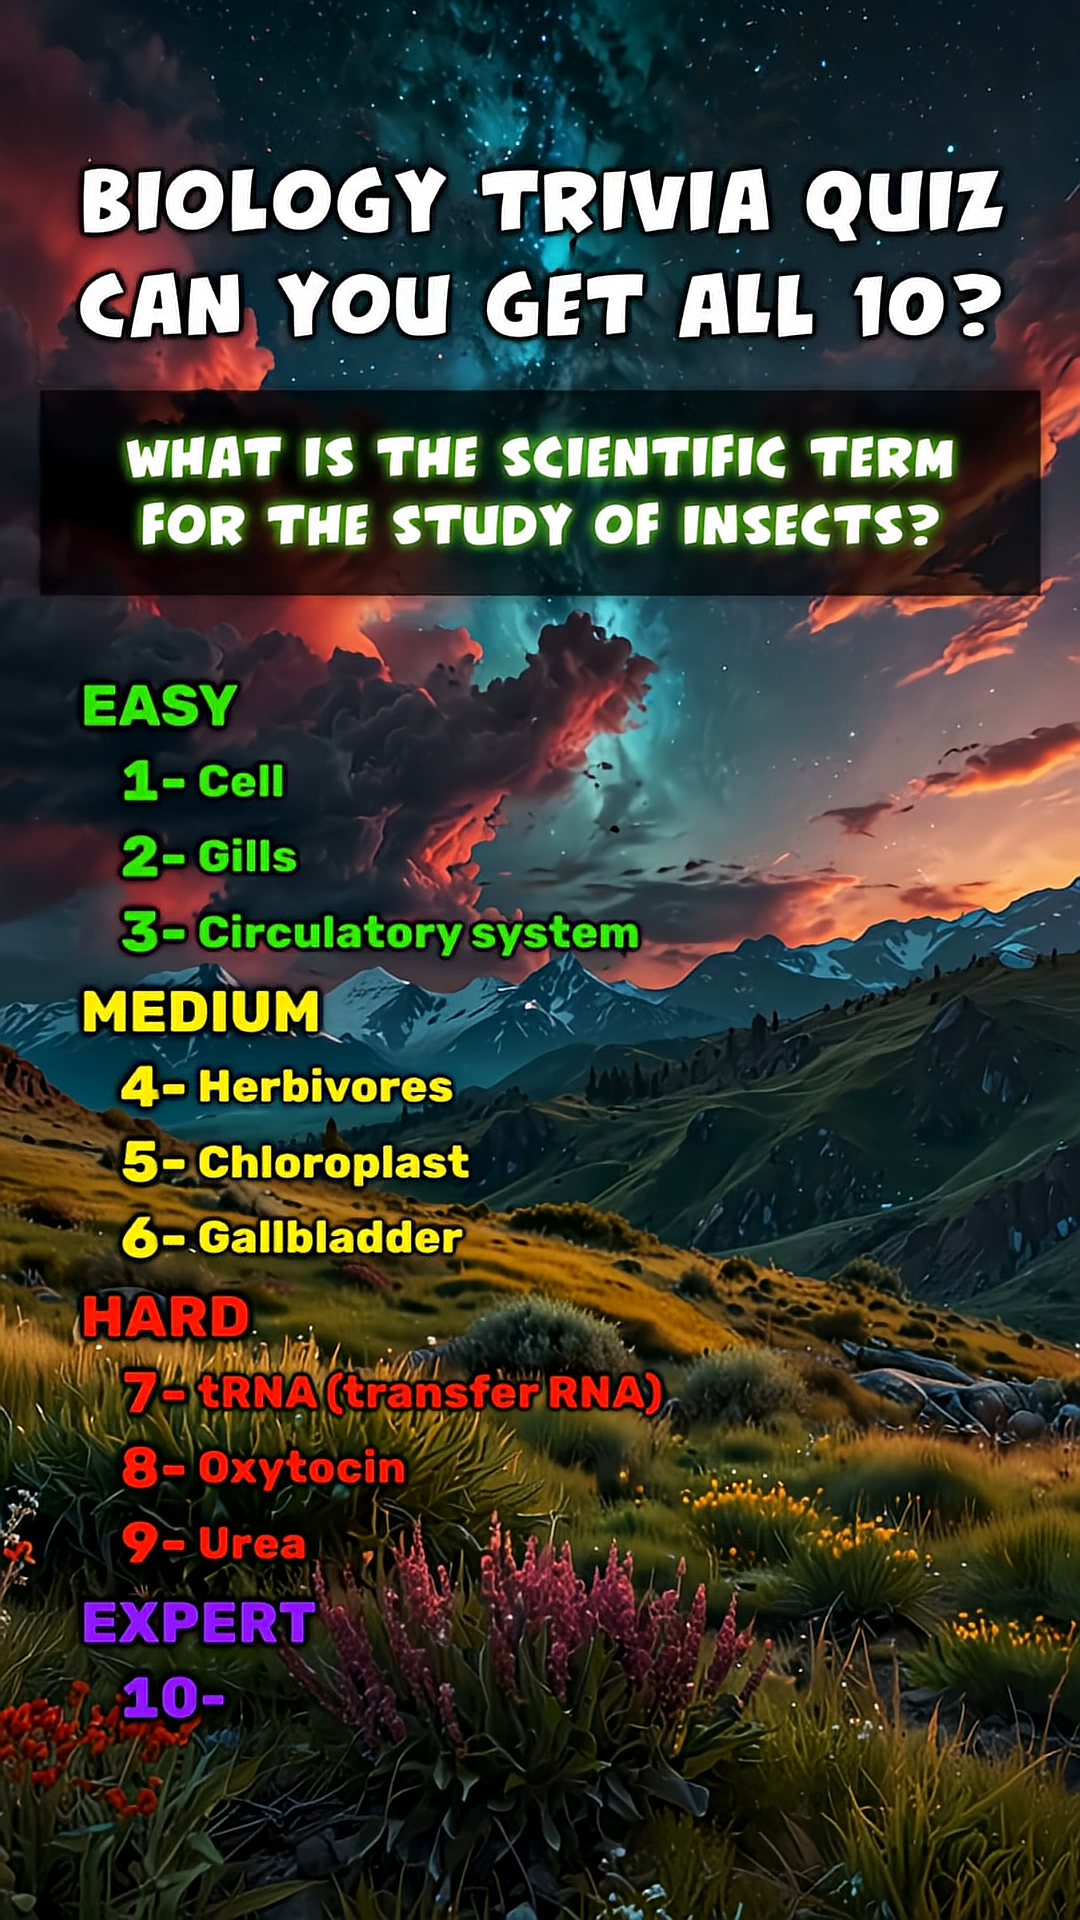 BIOLOGY TRIVIA QUIZ
CAN YOU GET ALL 10?
WHAT IS THE SCIENTIFIC TERM
FOR THE STUDY OF INSECTS?
EASY
1- Cell
2- Gills
3- Circulatory system
MEDIUM
4- Herbivores
5- Chloroplast
6- Gallbladder
HARD
7- tRNA (transfer RNA)
8- Oxytocin
9- Urea
EXPERT
10-